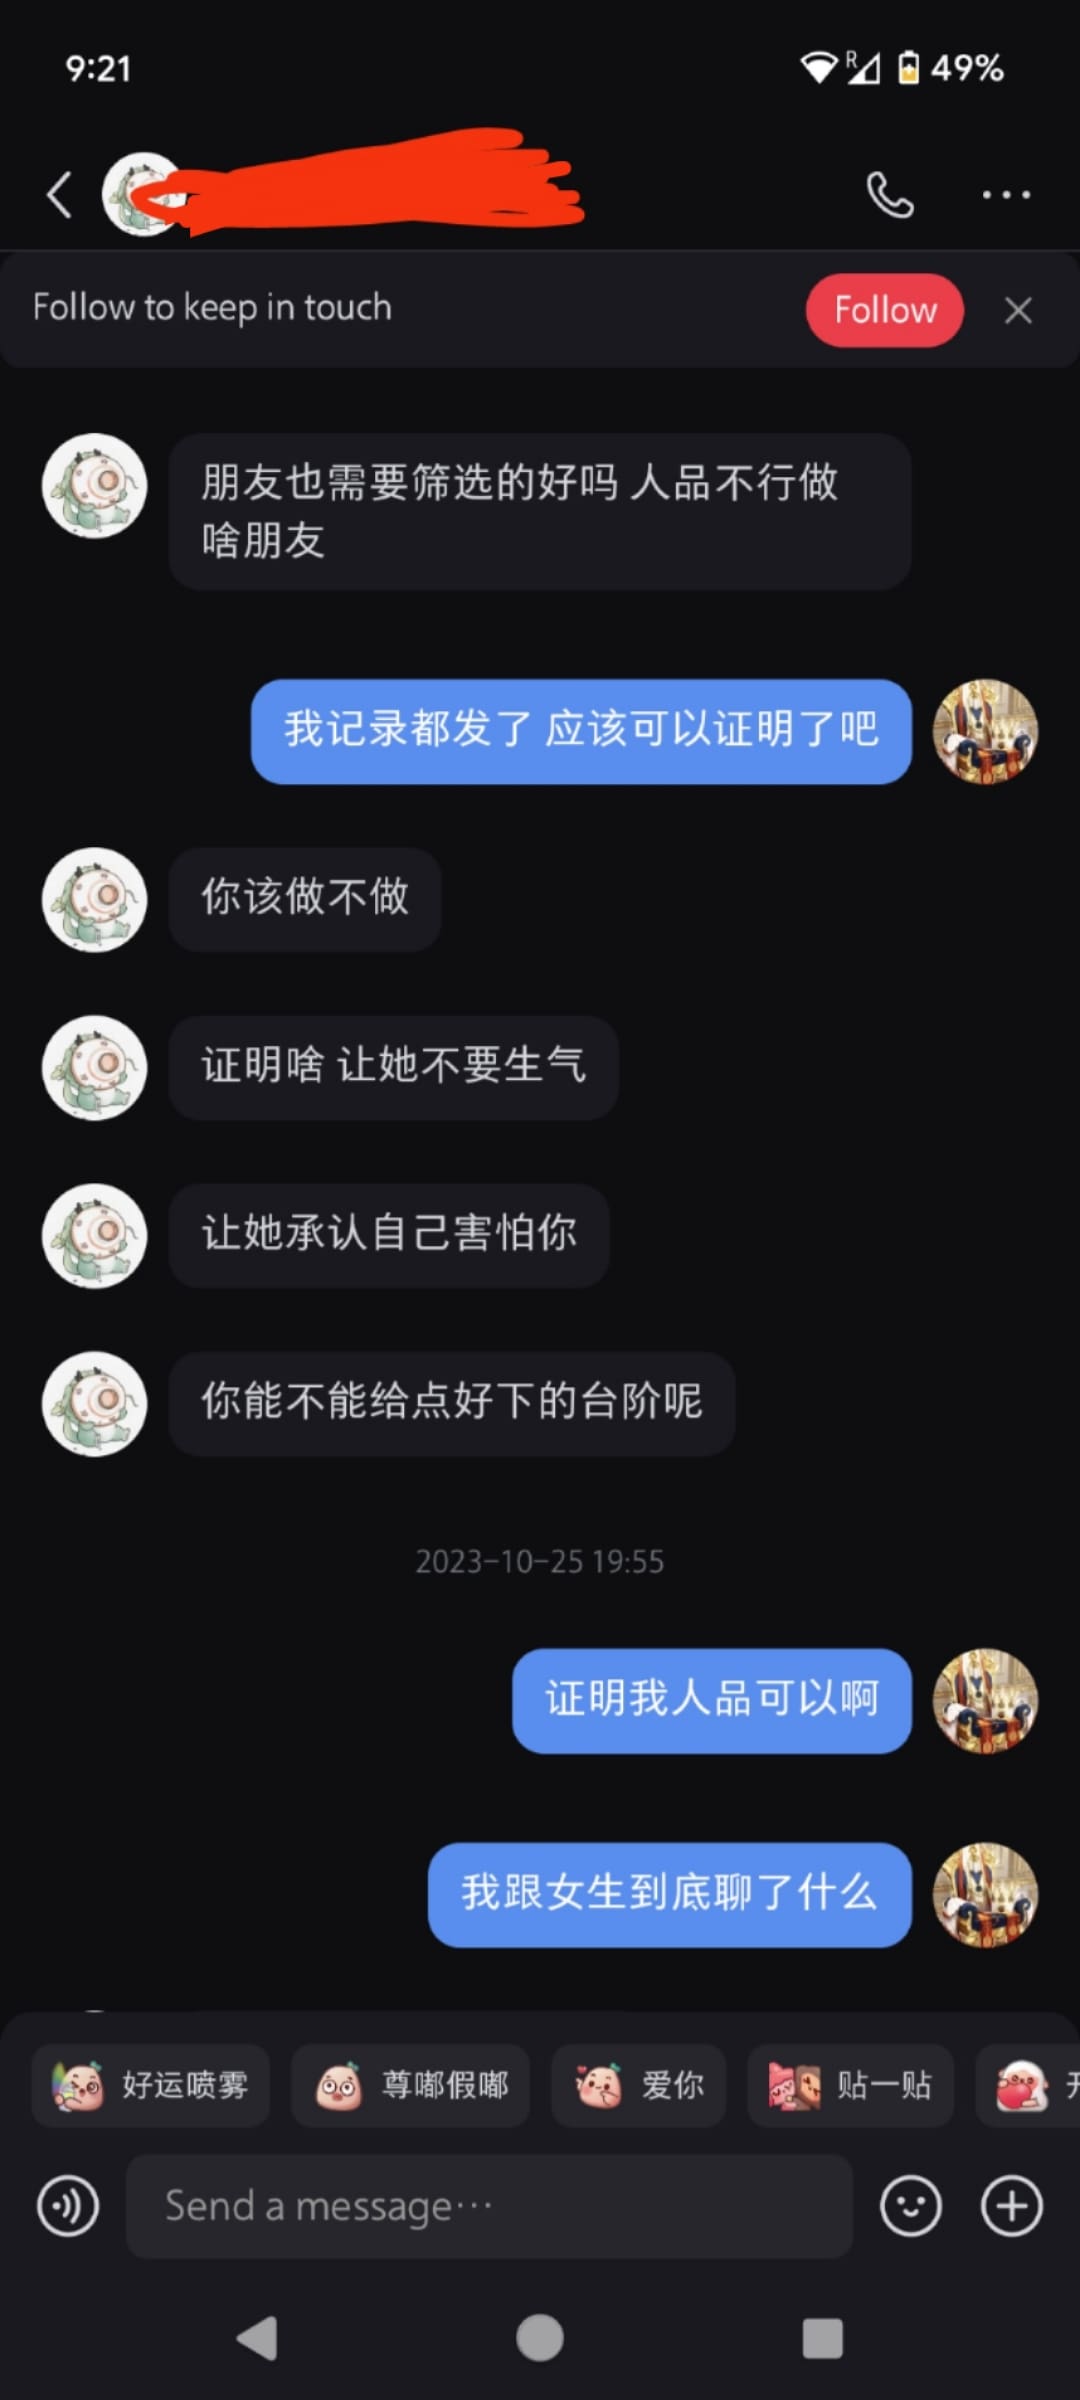 9:21
R
49%
Follow to keep in touch
Follow
朋友也需要筛选的好吗 人品不行做
啥朋友
我记录都发了 应该可以证明了吧
你该做不做
证明啥 让她不要生气
让她承认自己害怕你
你能不能给点好下的台阶呢
2023-10-25 19:55
证明我人品可以啊
我跟女生到底聊了什么
好运喷雾
尊嘟假嘟
爱你
贴一贴
Send a message···